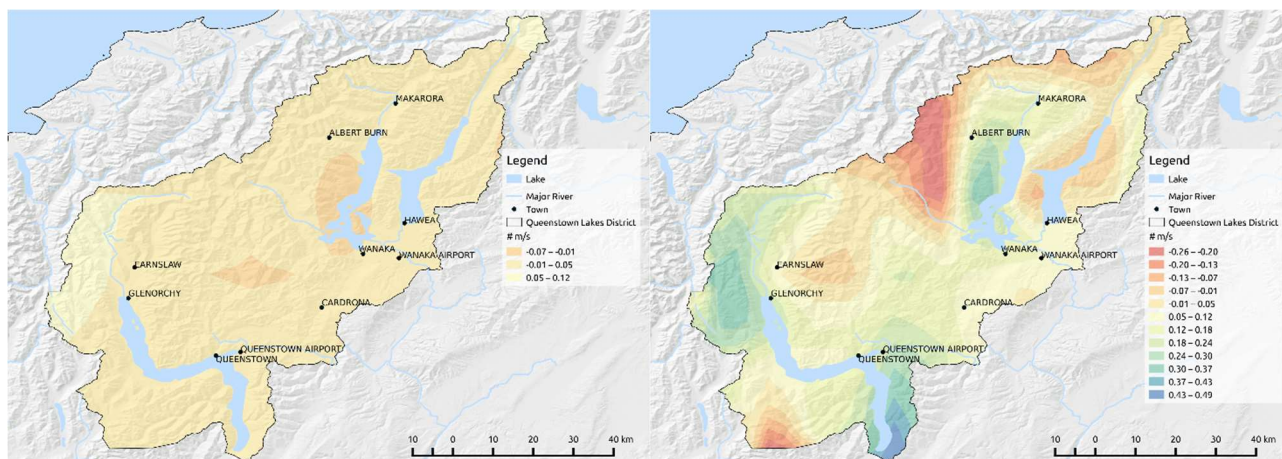 MAKARORA
ALBERT BURN
HAWEA
WANAKA
WANAKA AIRPORT
EARNSLAW
GLENORCHY
CARDRONA
QUEENSTOWN AIRPORT
QUEENSTOWN
Legend
Lake
Major River
Town
Queenstown Lakes District
# m/s
-0.07 – -0.01
-0.01 – 0.05
0.05 – 0.12
10 0 10 20 30 40 km
MAKARORA
ALBERT BURN
HAWEA
WANAKA
WANAKA AIRPORT
EARNSLAW
GLENORCHY
CARDRONA
QUEENSTOWN AIRPORT
QUEENSTOWN
Legend
Lake
Major River
Town
Queenstown Lakes District
# m/s
-0.26 – -0.20
-0.20 – -0.13
-0.13 – -0.07
-0.07 – -0.01
-0.01 – 0.05
0.05 – 0.12
0.12 – 0.18
0.18 – 0.24
0.24 – 0.30
0.30 – 0.37
0.37 – 0.43
0.43 – 0.49
10 0 10 20 30 40 km